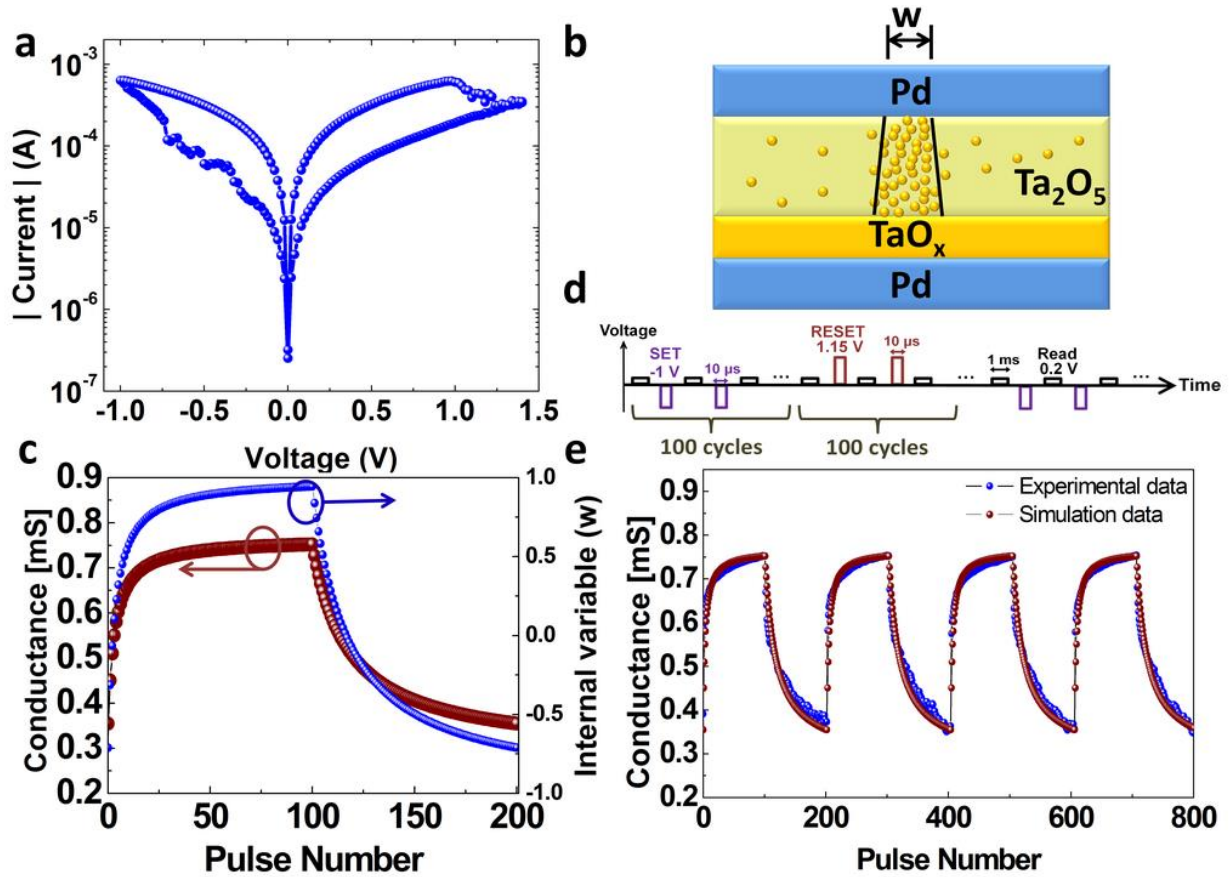 a
| Current | (A)
10⁻³
10⁻⁴
10⁻⁵
10⁻⁶
10⁻⁷
-1.0 -0.5 0.0 0.5 1.0 1.5
Voltage (V)
b
W
Pd
Ta₂O₅
TaOₓ
Pd
d
Voltage
SET
-1 V
10 µs
RESET
1.15 V
10 µs
1 ms
Read
0.2 V
...
...
...
Time
100 cycles
100 cycles
c
Conductance [mS]
0.9
0.8
0.7
0.6
0.5
0.4
0.3
0.2
1.0
0.5
0.0
-0.5
-1.0
Internal variable (w)
0 50 100 150 200
Pulse Number
e
Conductance [mS]
0.9
0.8
0.7
0.6
0.5
0.4
0.3
0.2
Experimental data
Simulation data
0 200 400 600 800
Pulse Number